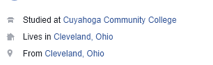 Studied at Cuyahoga Community College
Lives in Cleveland, Ohio
From Cleveland, Ohio